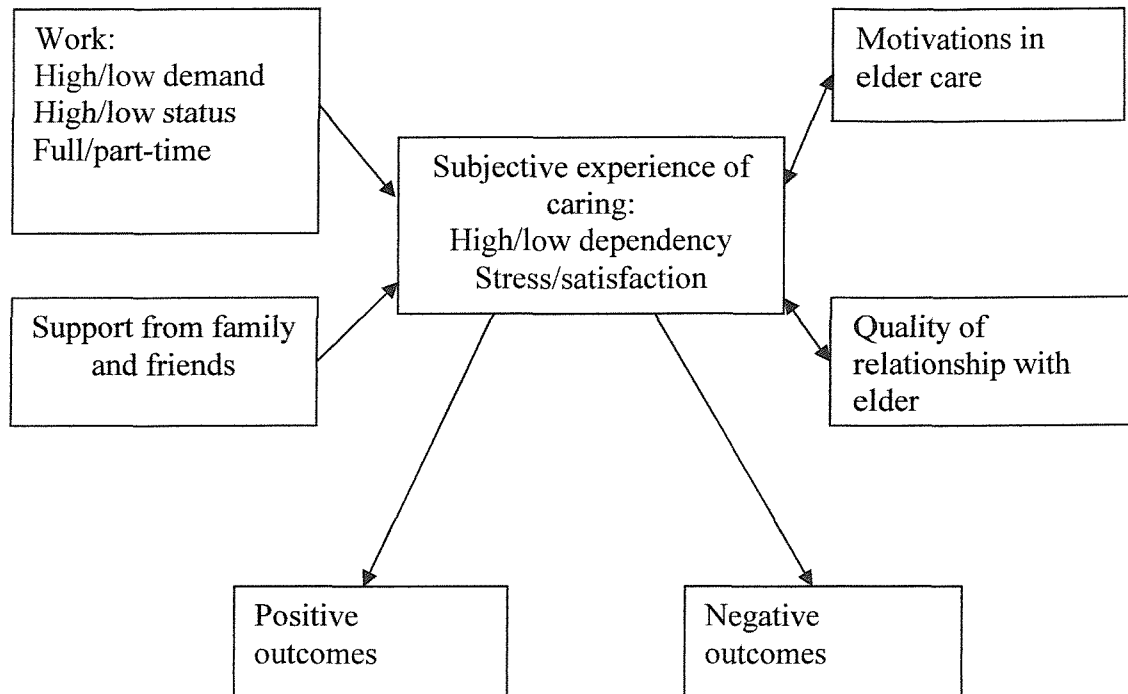 Work:
High/low demand
High/low status
Full/part-time
Motivations in
elder care
Subjective experience of
caring:
High/low dependency
Stress/satisfaction
Support from family
and friends
Quality of
relationship with
elder
Positive
outcomes
Negative
outcomes